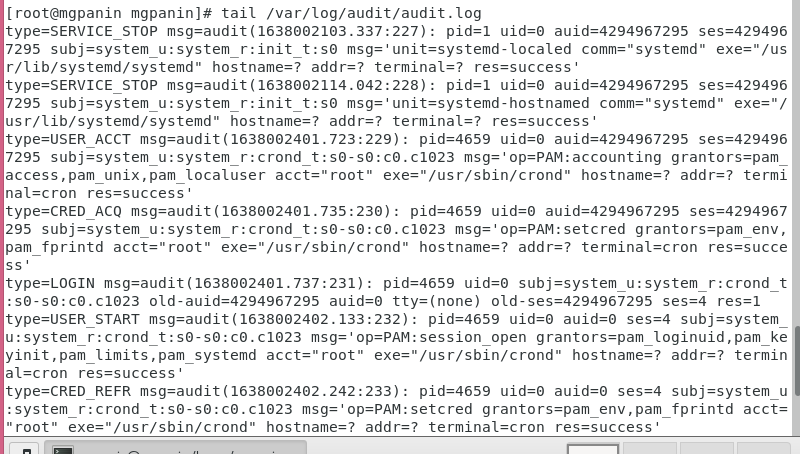 [root@mgpanin mgpanin]# tail /var/log/audit/audit.log
type=SERVICE_STOP msg=audit(1638002103.337:227): pid=1 uid=0 auid=4294967295 ses=429496
7295 subj=system_u:system_r:init_t:s0 msg='unit=systemd-localed comm="systemd" exe="/us
r/lib/systemd/systemd" hostname=? addr=? terminal=? res=success'
type=SERVICE_STOP msg=audit(1638002114.042:228): pid=1 uid=0 auid=4294967295 ses=429496
7295 subj=system_u:system_r:init_t:s0 msg='unit=systemd-hostnamed comm="systemd" exe="/
usr/lib/systemd/systemd" hostname=? addr=? terminal=? res=success'
type=USER_ACCT msg=audit(1638002401.723:229): pid=4659 uid=0 auid=4294967295 ses=429496
7295 subj=system_u:system_r:crond_t:s0-s0:c0.c1023 msg='op=PAM:accounting grantors=pam_
access,pam_unix,pam_localuser acct="root" exe="/usr/sbin/crond" hostname=? addr=? termi
nal=cron res=success'
type=CRED_ACQ msg=audit(1638002401.735:230): pid=4659 uid=0 auid=4294967295 ses=4294967
295 subj=system_u:system_r:crond_t:s0-s0:c0.c1023 msg='op=PAM:setcred grantors=pam_env,
pam_fprintd acct="root" exe="/usr/sbin/crond" hostname=? addr=? terminal=cron res=succe
ss'
type=LOGIN msg=audit(1638002401.737:231): pid=4659 uid=0 subj=system_u:system_r:crond_t
:s0-s0:c0.c1023 old-auid=4294967295 auid=0 tty=(none) old-ses=4294967295 ses=4 res=1
type=USER_START msg=audit(1638002402.133:232): pid=4659 uid=0 auid=0 ses=4 subj=system_
u:system_r:crond_t:s0-s0:c0.c1023 msg='op=PAM:session_open grantors=pam_loginuid,pam_ke
yinit,pam_limits,pam_systemd acct="root" exe="/usr/sbin/crond" hostname=? addr=? termin
al=cron res=success'
type=CRED_REFR msg=audit(1638002402.242:233): pid=4659 uid=0 auid=0 ses=4 subj=system_u
:system_r:crond_t:s0-s0:c0.c1023 msg='op=PAM:setcred grantors=pam_env,pam_fprintd acct=
"root" exe="/usr/sbin/crond" hostname=? addr=? terminal=cron res=success'